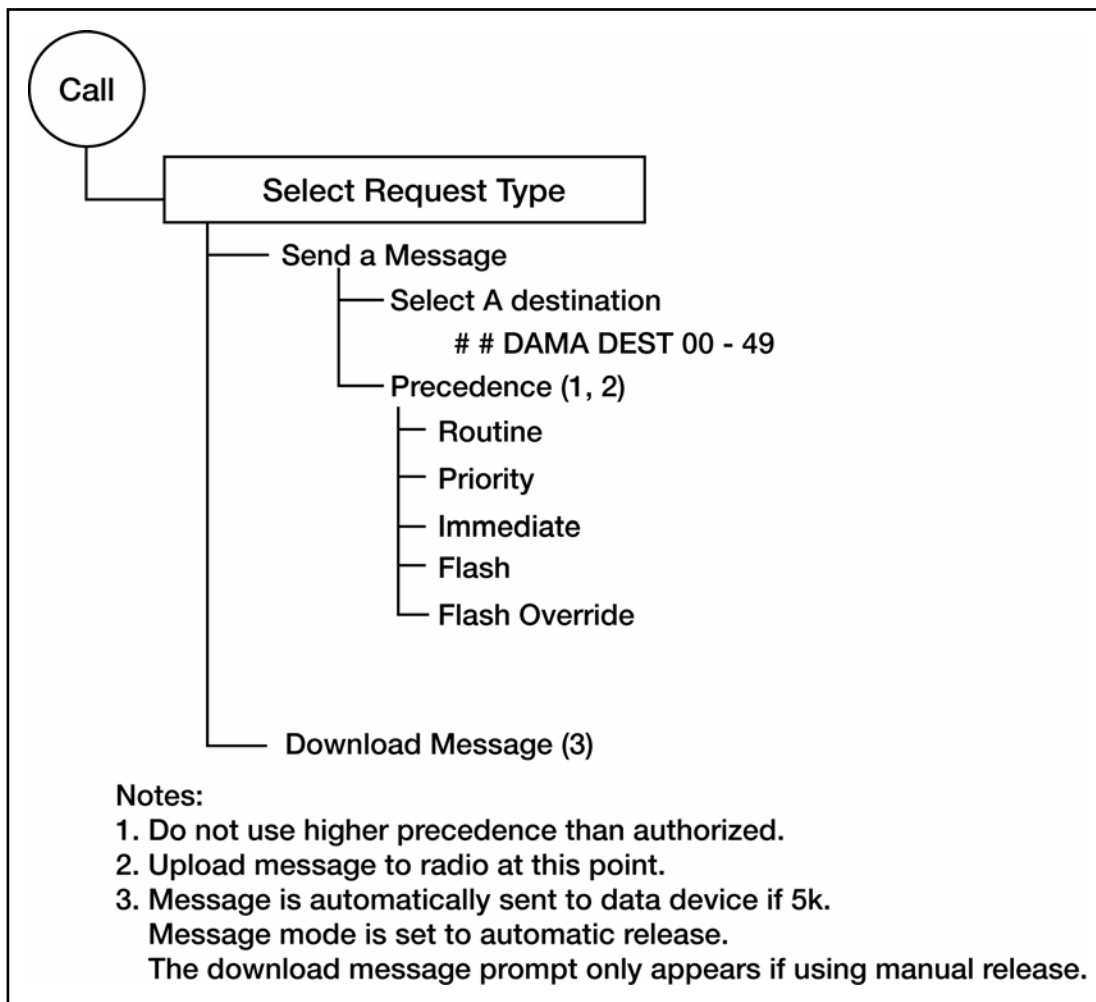 Call
Select Request Type
Send a Message
Select A destination
# # DAMA DEST 00 - 49
Precedence (1, 2)
Routine
Priority
Immediate
Flash
Flash Override
Download Message (3)
Notes:
1. Do not use higher precedence than authorized.
2. Upload message to radio at this point.
3. Message is automatically sent to data device if 5k.
Message mode is set to automatic release.
The download message prompt only appears if using manual release.